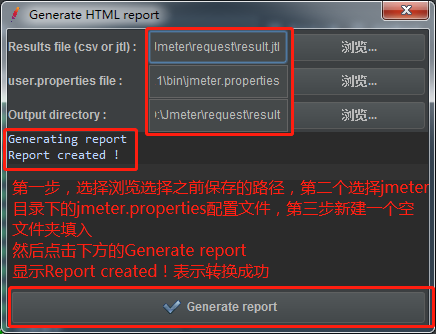 Generate HTML report
Results file (csv or jtl) : Jmeter\request\result.jtl 浏览...
user.properties file : 1\bin\jmeter.properties 浏览...
Output directory : :\Jmeter\request\result 浏览...
Generating report
Report created !
第一步，选择浏览选择之前保存的路径，第二个选择jmeter
目录下的jmeter.properties配置文件，第三步新建一个空
文件夹填入
然后点击下方的Generate report
显示Report created！表示转换成功
Generate report